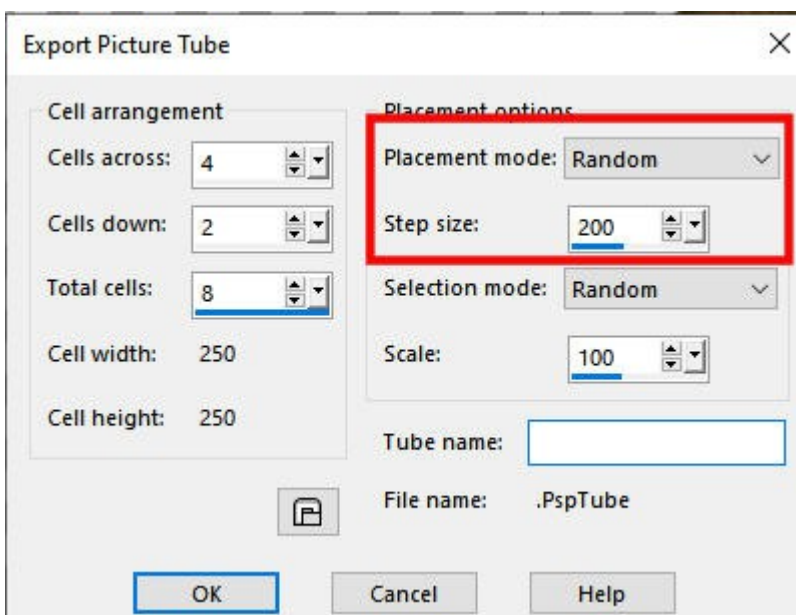 Export Picture Tube
Cell arrangement
Cells across: 4
Cells down: 2
Total cells: 8
Cell width: 250
Cell height: 250
Placement options
Placement mode: Random
Step size: 200
Selection mode: Random
Scale: 100
Tube name:
File name: .PspTube
OK
Cancel
Help